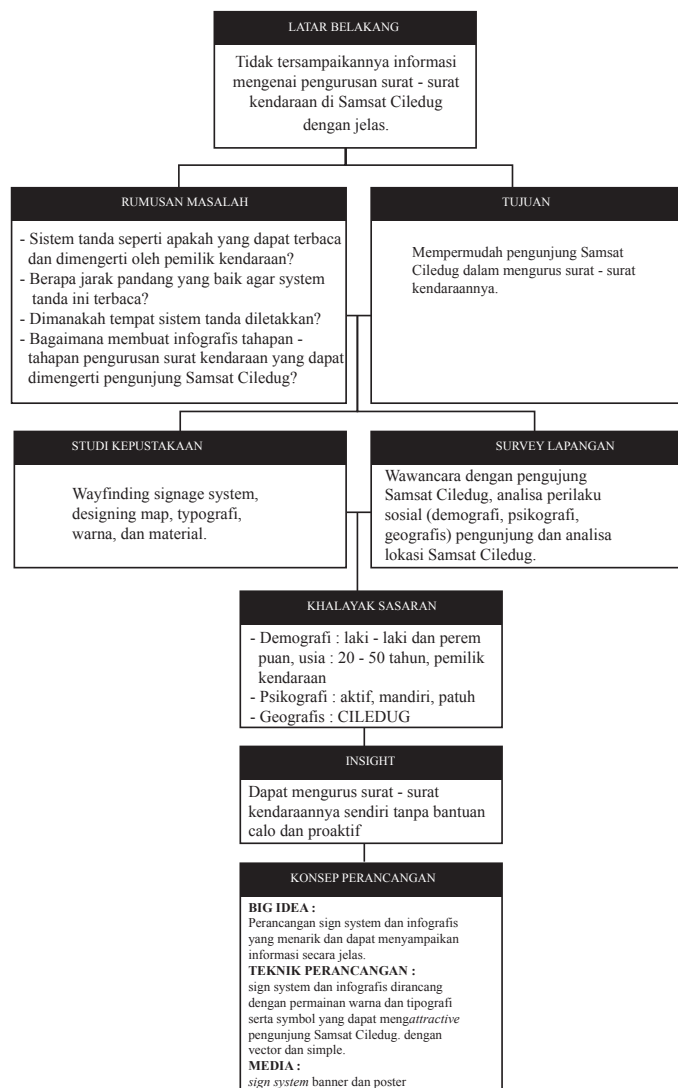 LATAR BELAKANG
Tidak tersampaikannya informasi
mengenai pengurusan surat - surat
kendaraan di Samsat Ciledug
dengan jelas.
RUMUSAN MASALAH
- Sistem tanda seperti apakah yang dapat terbaca
dan dimengerti oleh pemilik kendaraan?
- Berapa jarak pandang yang baik agar system
tanda ini terbaca?
- Dimanakah tempat sistem tanda diletakkan?
- Bagaimana membuat infografis tahapan -
tahapan pengurusan surat kendaraan yang dapat
dimengerti pengunjung Samsat Ciledug?
TUJUAN
Mempermudah pengunjung Samsat
Ciledug dalam mengurus surat - surat
kendaraannya.
STUDI KEPUSTAKAAN
Wayfinding signage system,
designing map, typografi,
warna, dan material.
SURVEY LAPANGAN
Wawancara dengan pengujung
Samsat Ciledug, analisa perilaku
sosial (demografi, psikografi,
geografis) pengunjung dan analisa
lokasi Samsat Ciledug.
KHALAYAK SASARAN
- Demografi : laki - laki dan perem
puan, usia : 20 - 50 tahun, pemilik
kendaraan
- Psikografi : aktif, mandiri, patuh
- Geografis : CILEDUG
INSIGHT
Dapat mengurus surat - surat
kendaraannya sendiri tanpa bantuan
calo dan proaktif
KONSEP PERANCANGAN
BIG IDEA :
Perancangan sign system dan infografis
yang menarik dan dapat menyampaikan
informasi secara jelas.
TEKNIK PERANCANGAN :
sign system dan infografis dirancang
dengan permainan warna dan tipografi
serta symbol yang dapat mengattractive
pengunjung Samsat Ciledug. dengan
vector dan simple.
MEDIA :
sign system banner dan poster